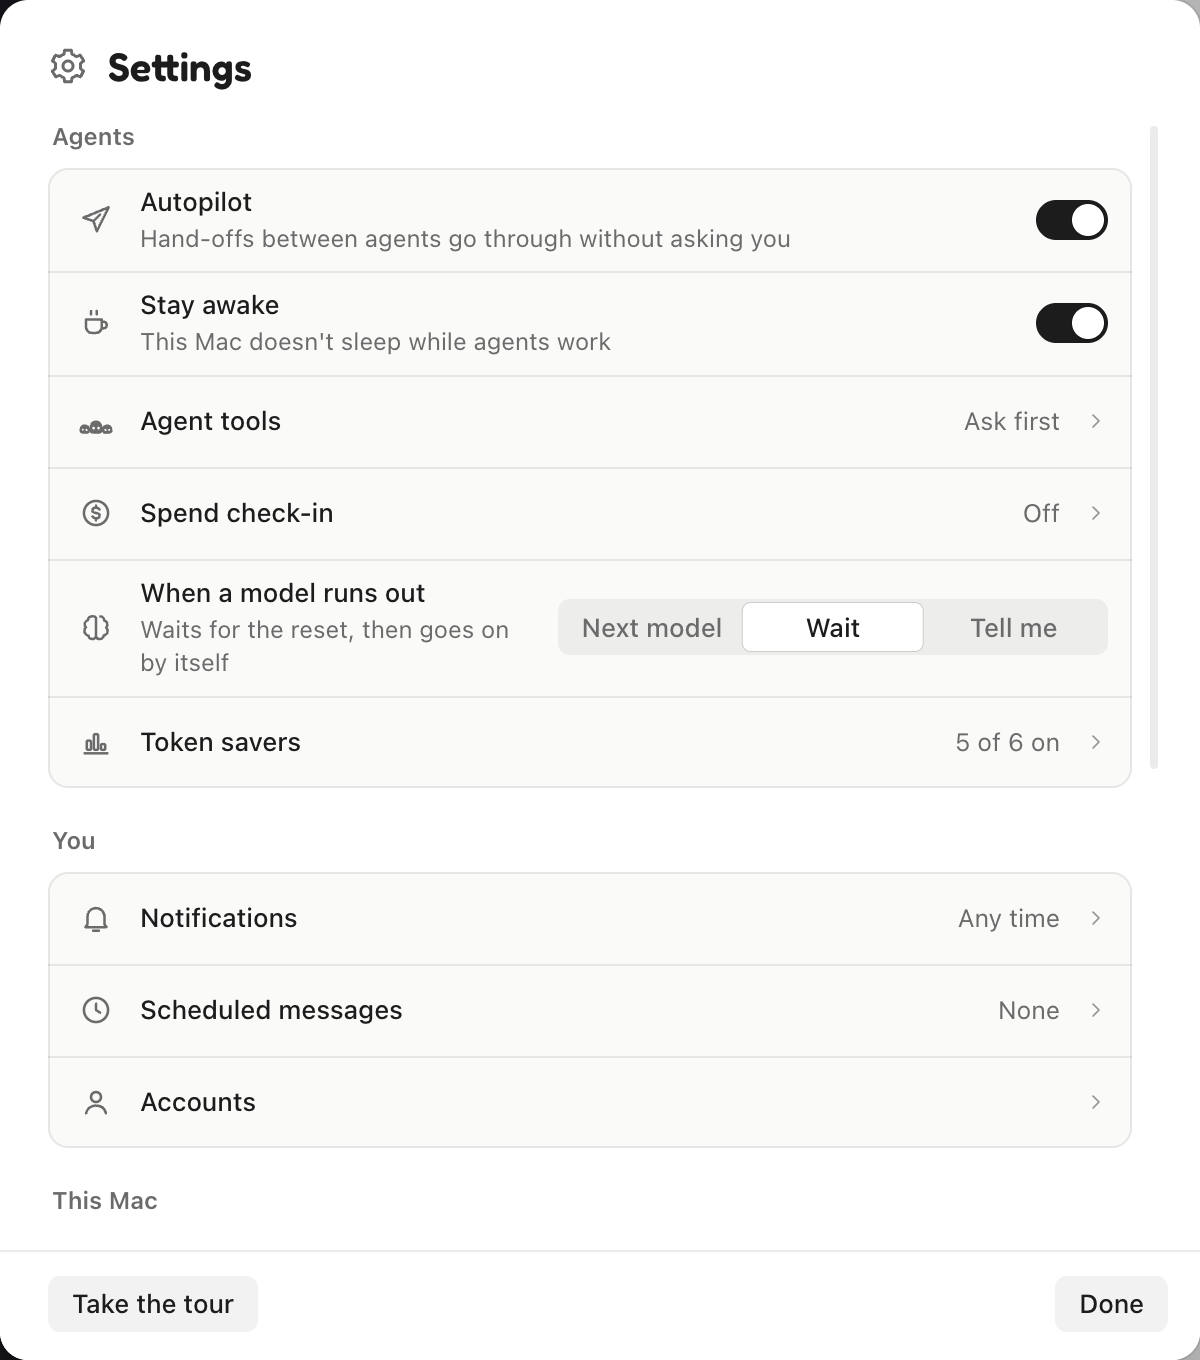 Settings
Agents
Autopilot
Hand-offs between agents go through without asking you
Stay awake
This Mac doesn't sleep while agents work
Agent tools
Ask first
Spend check-in
Off
When a model runs out
Waits for the reset, then goes on
by itself
Next model
Wait
Tell me
Token savers
5 of 6 on
You
Notifications
Any time
Scheduled messages
None
Accounts
This Mac
Take the tour
Done